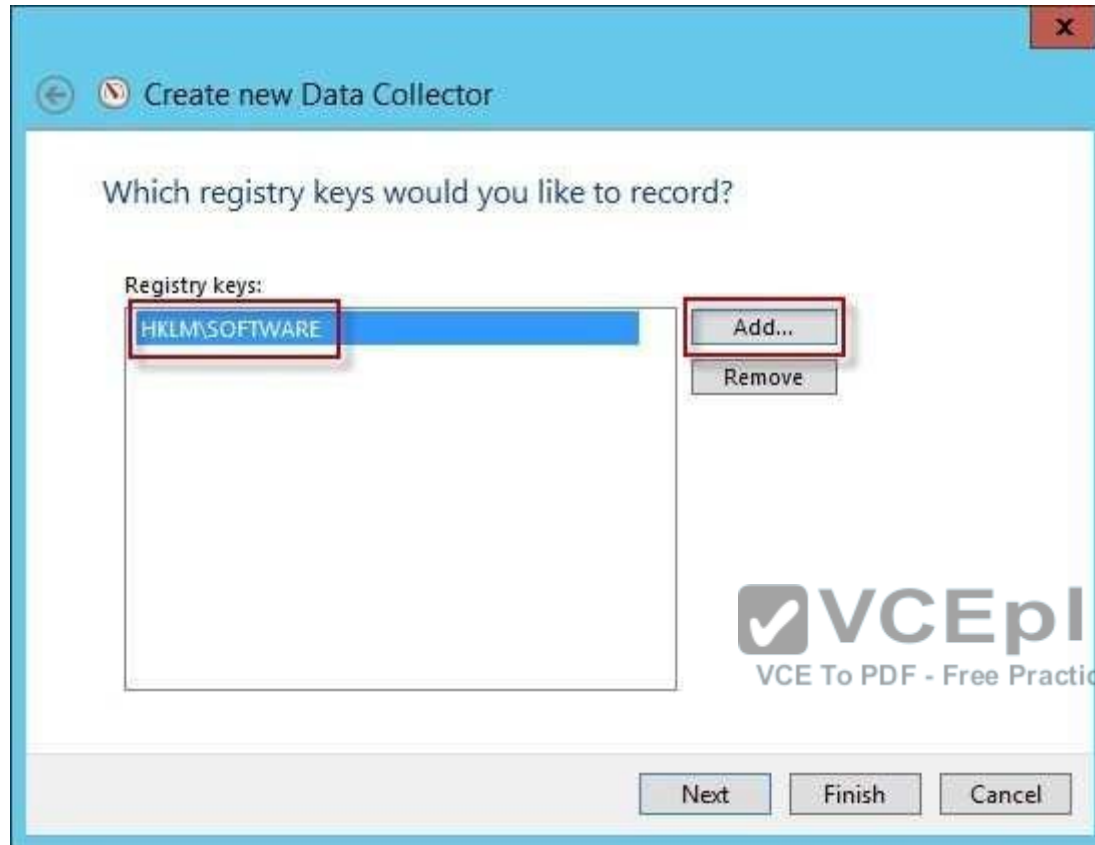 x
Create new Data Collector
Which registry keys would you like to record?
Registry keys:
HKLM\SOFTWARE
Add...
Remove
VCEpl
VCE To PDF - Free Practic
Next Finish Cancel